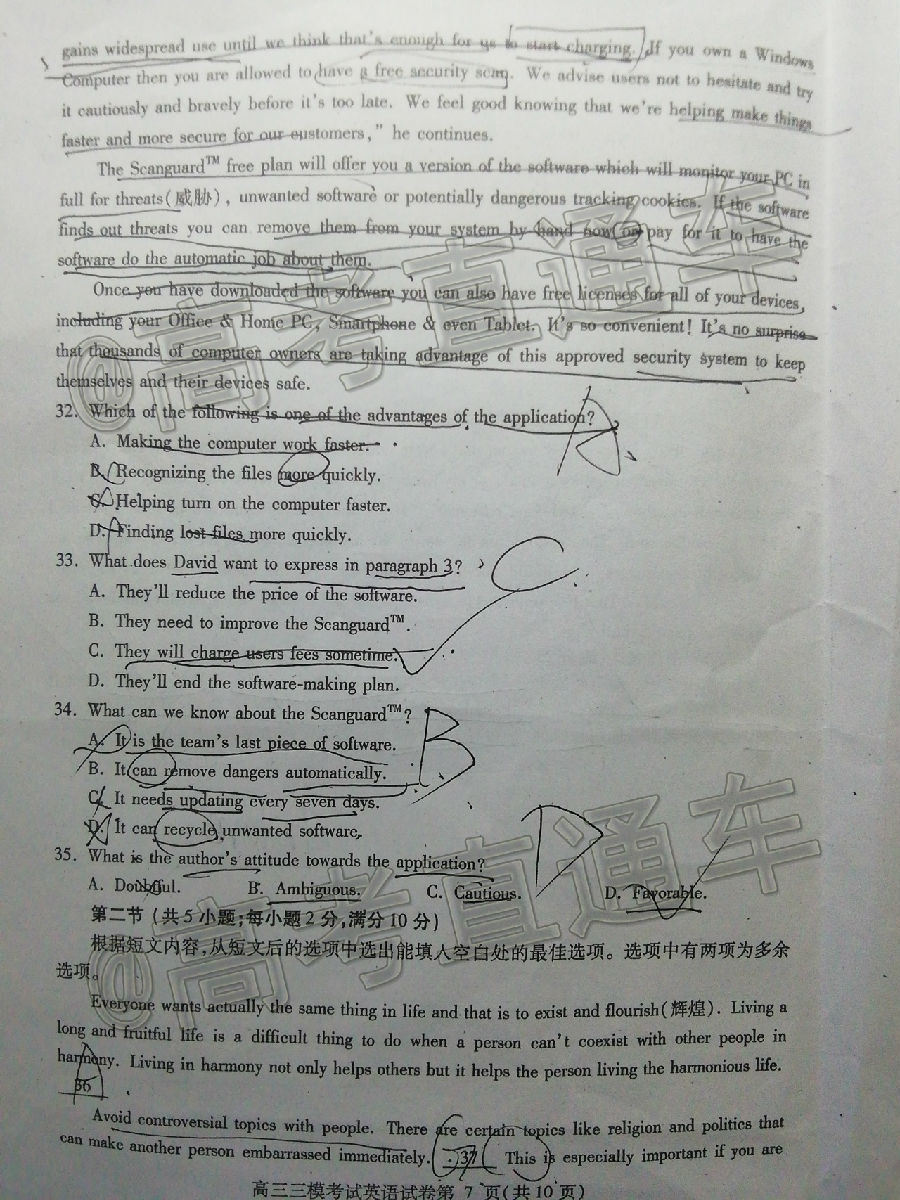 gains widespread use until we think that's enough for us to start charging. If you own a Windows
Computer then you are allowed to have a free security scan. We advise users not to hesitate and try
it cautiously and bravely before it's too late. We feel good knowing that we're helping make things
faster and more secure for our customers," he continues.
The Scanguard™ free plan will offer you a version of the software which will monitor your PC in
full for threats(威胁), unwanted software or potentially dangerous tracking cookies. If the software
finds out threats you can remove them from your system by hand now or pay for it to have the
software do the automatic job about them.
Once you have downloaded the software you can also have free licenses for all of your devices,
including your Office & Home PC, Smartphone & even Tablet. It's so convenient! It's no surprise
that thousands of computer owners are taking advantage of this approved security system to keep
themselves and their devices safe.
32. Which of the following is one of the advantages of the application? A
A. Making the computer work faster.
B. Recognizing the files more quickly.
C. Helping turn on the computer faster.
D. Finding lost files more quickly.
33. What does David want to express in paragraph 3? C
A. They'll reduce the price of the software.
B. They need to improve the Scanguard™.
C. They will charge users fees sometime.
D. They'll end the software-making plan.
34. What can we know about the Scanguard™? B
A. It is the team's last piece of software.
B. It can remove dangers automatically.
C. It needs updating every seven days.
D. It can recycle unwanted software.
35. What is the author's attitude towards the application? D
A. Doubtful. B. Ambiguous. C. Cautious. D. Favorable.
第二节(共5小题;每小题2分,满分10分)
根据短文内容,从短文后的选项中选出能填入空白处的最佳选项。选项中有两项为多余
选项。
Everyone wants actually the same thing in life and that is to exist and flourish(辉煌). Living a
long and fruitful life is a difficult thing to do when a person can't coexist with other people in
harmony. Living in harmony not only helps others but it helps the person living the harmonious life.
36
Avoid controversial topics with people. There are certain topics like religion and politics that
can make another person embarrassed immediately. 37 This is especially important if you are
高三三模考试英语试卷第 7 页(共10页)
@高考直通车
@高考直通车